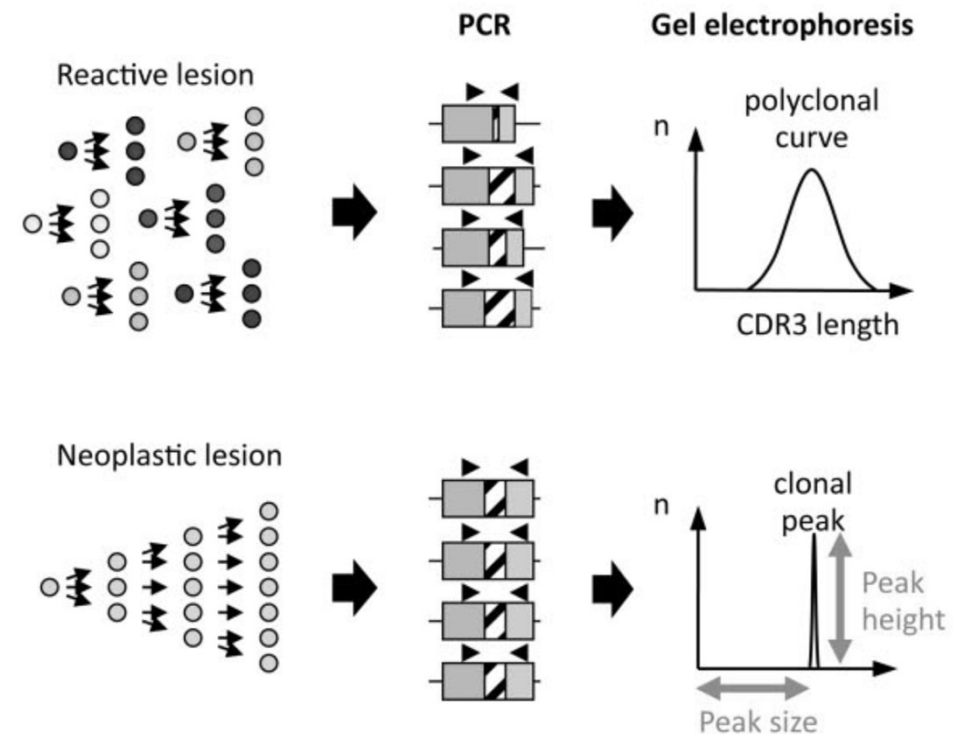 PCR
Gel electrophoresis
Reactive lesion
n
polyclonal
curve
CDR3 length
Neoplastic lesion
n
clonal
peak
Peak
height
Peak size